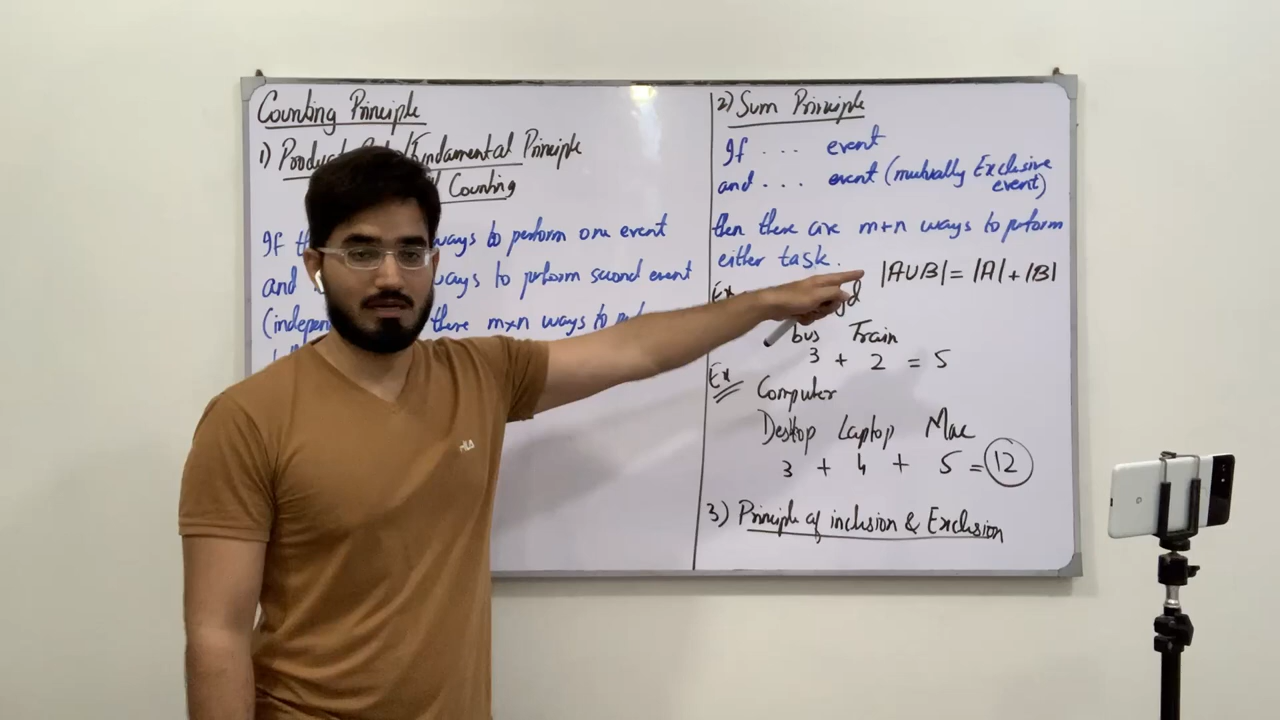 Counting Principle
1) Product Fundamental Principle
Counting
If ways to perform one event
and ways to perform second event
there m×n ways to
2) Sum Principle
If ... event
and ... event (mutually Exclusive
event)
then there are m+n ways to perform
either task.
|AUB| = |A| + |B|
bus Train
3 + 2 = 5
Ex Computer
Desktop Laptop Mac
3 + 4 + 5 = 12
3) Principle of inclusion & Exclusion